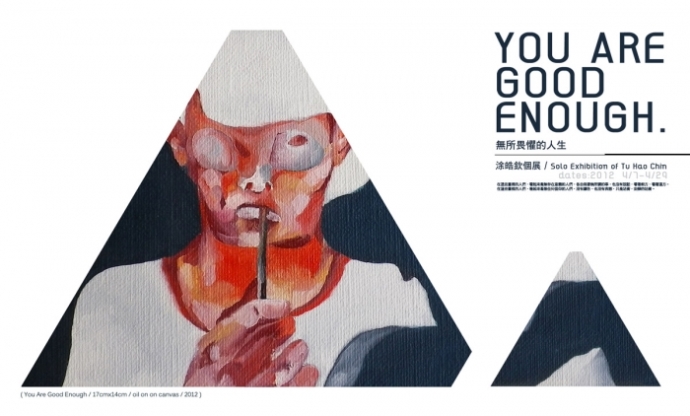 YOU ARE
GOOD
ENOUGH.
無所畏懼的人生
涂皓欽個展 / Solo Exhibition of Tu Hao Chin
dates:2012 4/7-4/29
( You Are Good Enough / 17cmx14cm / oil on on canvas / 2012 )